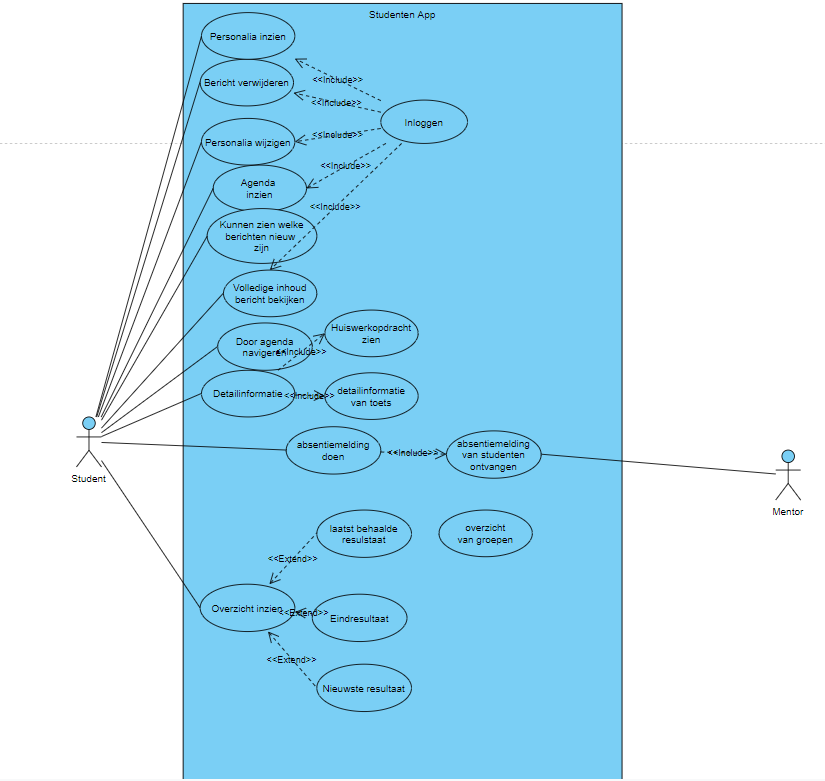 Studenten App
Personalia inzien
Bericht verwijderen
<<Include>>
<<Include>>
Inloggen
Personalia wijzigen
<<Include>>
Agenda
inzien
<<Include>>
<<Include>>
Kunnen zien welke
berichten nieuw
zijn
Volledige inhoud
bericht bekijken
Door agenda
navigeren
<<Include>>
Huiswerkopdracht
zien
Detailinformatie
<<Include>>
detailinformatie
van toets
absentiemelding
doen
<<Include>>
absentiemelding
van studenten
ontvangen
Student
Mentor
laatst behaalde
resulstaat
overzicht
van groepen
<<Extend>>
Overzicht inzien
<<Extend>>
Eindresultaat
<<Extend>>
Nieuwste resultaat